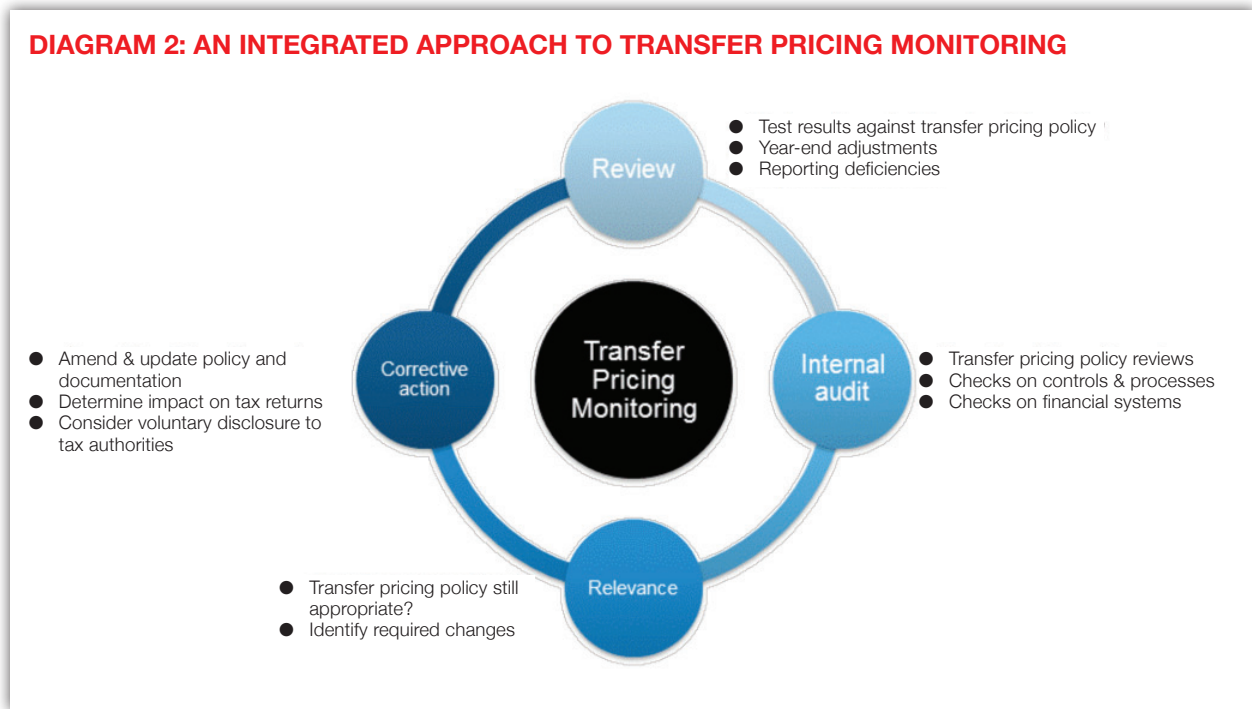 DIAGRAM 2: AN INTEGRATED APPROACH TO TRANSFER PRICING MONITORING
Review
● Test results against transfer pricing policy
● Year-end adjustments
● Reporting deficiencies
Transfer
Pricing
Monitoring
Internal
audit
● Transfer pricing policy reviews
● Checks on controls & processes
● Checks on financial systems
Relevance
● Transfer pricing policy still
appropriate?
● Identify required changes
Corrective
action
● Amend & update policy and
documentation
● Determine impact on tax returns
● Consider voluntary disclosure to
tax authorities